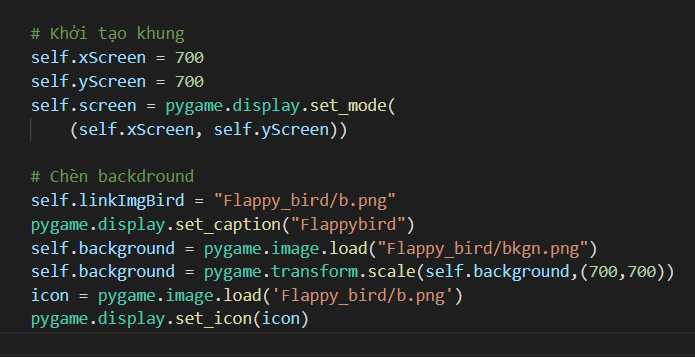 # Khởi tạo khung
self.xScreen = 700
self.yScreen = 700
self.screen = pygame.display.set_mode(
(self.xScreen, self.yScreen))
# Chèn backdround
self.linkImgBird = "Flappy_bird/b.png"
pygame.display.set_caption("Flappybird")
self.background = pygame.image.load("Flappy_bird/bkgn.png")
self.background = pygame.transform.scale(self.background,(700,700))
icon = pygame.image.load('Flappy_bird/b.png')
pygame.display.set_icon(icon)